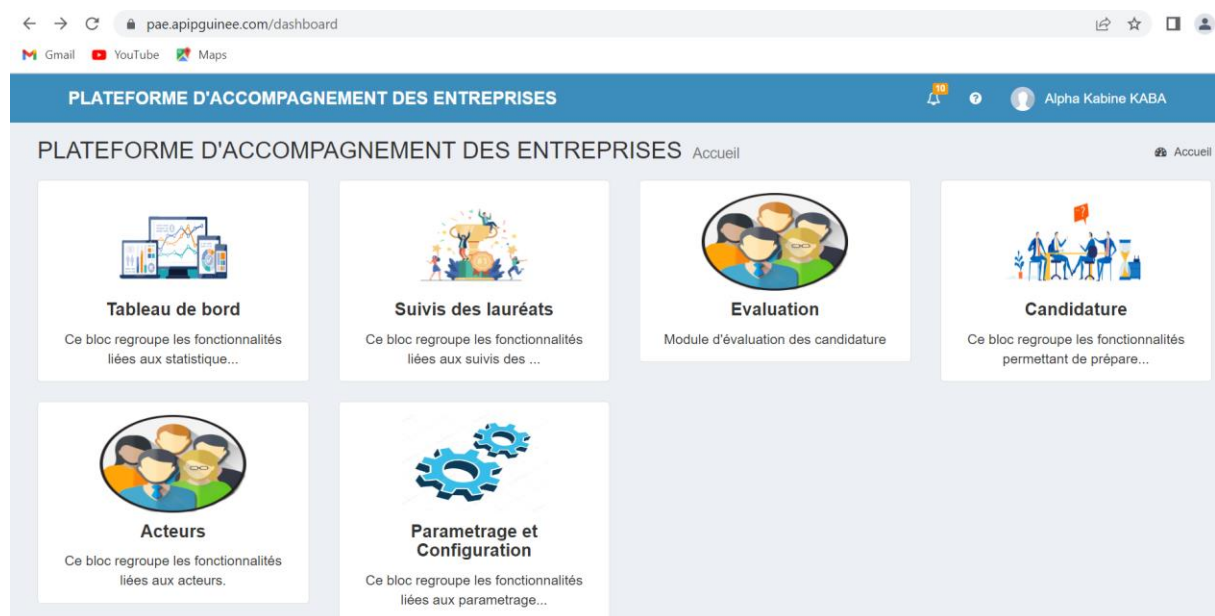 pae.apipguinee.com/dashboard
Gmail YouTube Maps
PLATEFORME D'ACCOMPAGNEMENT DES ENTREPRISES
10
?
Alpha Kabine KABA
PLATEFORME D'ACCOMPAGNEMENT DES ENTREPRISES Accueil
Accueil
Tableau de bord
Ce bloc regroupe les fonctionnalités
liées aux statistique...
Suivis des lauréats
Ce bloc regroupe les fonctionnalités
liées aux suivis des ...
Evaluation
Module d'évaluation des candidature
?
Candidature
Ce bloc regroupe les fonctionnalités
permettant de prépare...
Acteurs
Ce bloc regroupe les fonctionnalités
liées aux acteurs.
Parametrage et
Configuration
Ce bloc regroupe les fonctionnalités
liées aux parametrage...